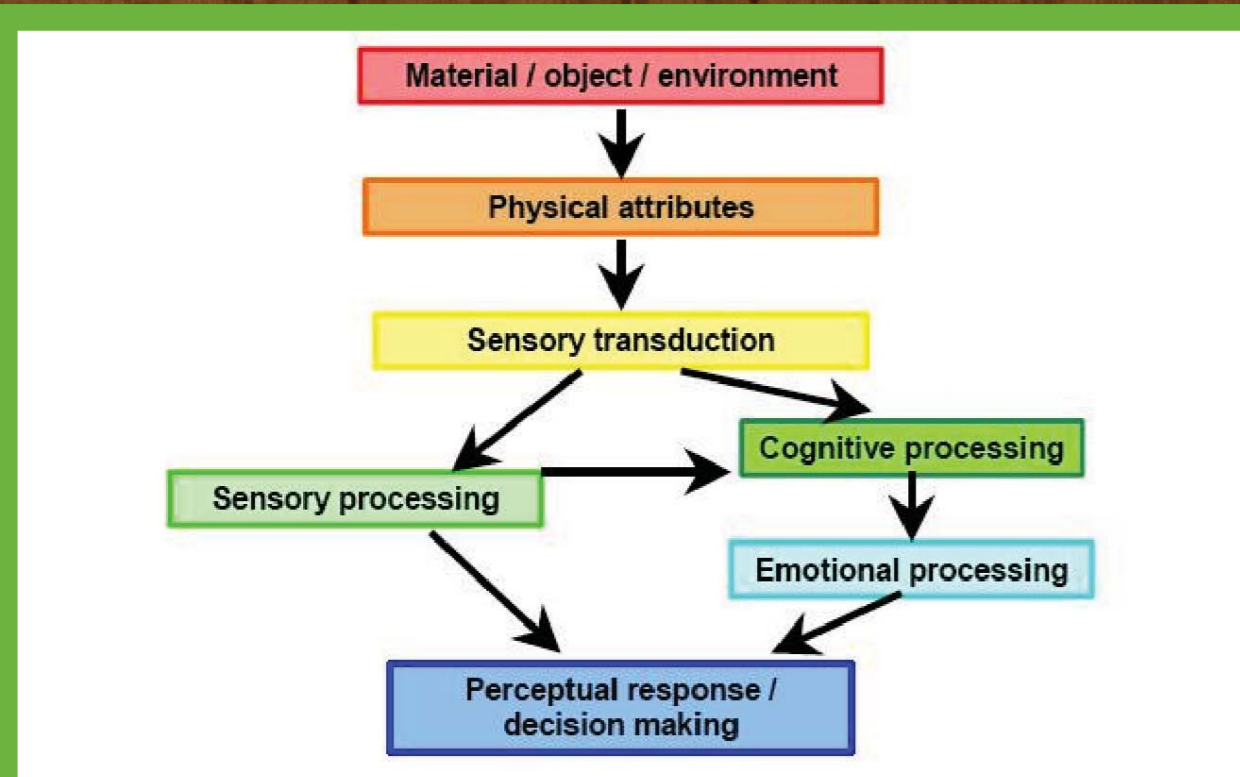 Material / object / environment
Physical attributes
Sensory transduction
Cognitive processing
Sensory processing
Emotional processing
Perceptual response /
decision making